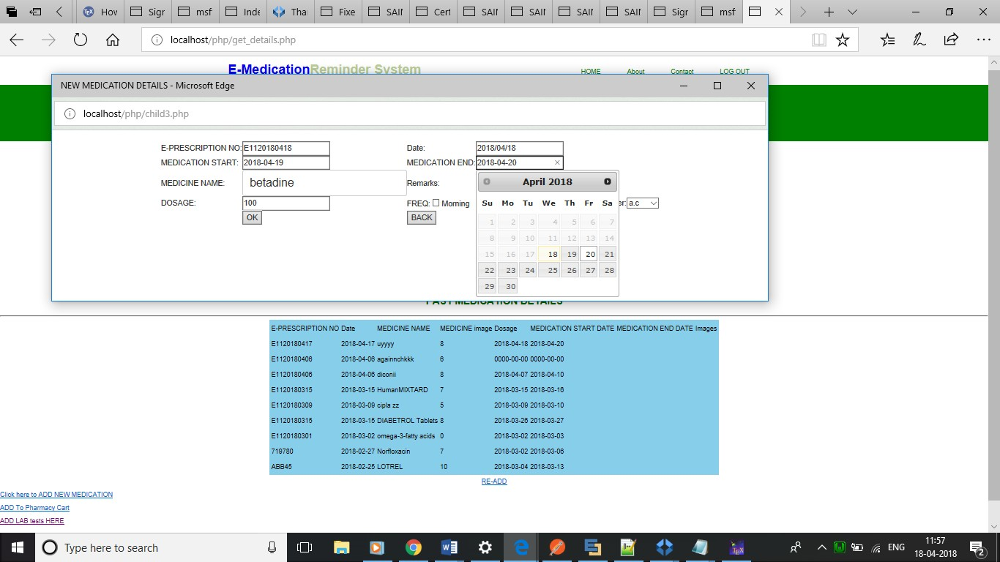 Hov
Sigr
msf
Inde
Tha
Fixe
SAII
Cert
SAII
SAII
SAII
SAII
Sigr
msf
localhost/php/get_details.php
E-MedicationReminder System
HOME About Contact LOG OUT
NEW MEDICATION DETAILS - Microsoft Edge
localhost/php/child3.php
E-PRESCRIPTION NO: E1120180418 Date: 2018/04/18
MEDICATION START: 2018-04-19 MEDICATION END: 2018-04-20
MEDICINE NAME: betadine Remarks:
DOSAGE: 100 FREQ: Morning er: a.c
OK BACK
April 2018
Su Mo Tu We Th Fr Sa
1 2 3 4 5 6 7
8 9 10 11 12 13 14
15 16 17 18 19 20 21
22 23 24 25 26 27 28
29 30
PAST MEDICATION DETAILS
E-PRESCRIPTION NO Date MEDICINE NAME MEDICINE image Dosage MEDICATION START DATE MEDICATION END DATE Images
E1120180417 2018-04-17 uyyyy 8 2018-04-18 2018-04-20
E1120180406 2018-04-06 againnchkkk 6 0000-00-00 0000-00-00
E1120180406 2018-04-06 diconii 8 2018-04-07 2018-04-10
E1120180315 2018-03-15 HumanMIXTARD 7 2018-03-15 2018-03-16
E1120180309 2018-03-09 cipla zz 5 2018-03-09 2018-03-10
E1120180315 2018-03-15 DIABETROL Tablets 8 2018-03-26 2018-03-27
E1120180301 2018-03-02 omega-3-fatty acids 0 2018-03-02 2018-03-03
719780 2018-02-27 Norfloxacin 7 2018-03-02 2018-03-06
ABB45 2018-02-25 LOTREL 10 2018-03-04 2018-03-13
RE-ADD
Click here to ADD NEW MEDICATION
ADD To Pharmacy Cart
ADD LAB tests HERE
Type here to search
ENG
11:57
18-04-2018
2